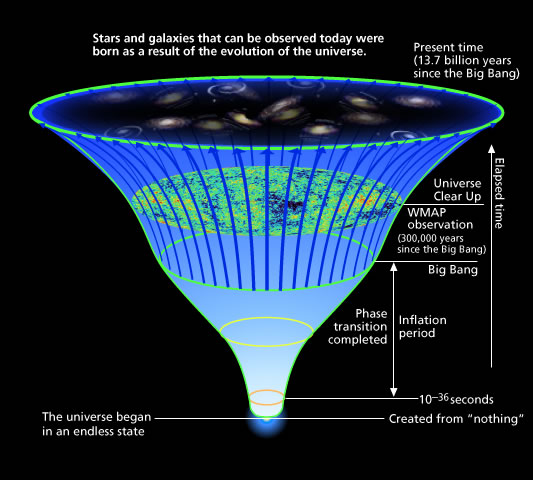 Stars and galaxies that can be observed today were
born as a result of the evolution of the universe.
Present time
(13.7 billion years
since the Big Bang)
Elapsed time
Universe
Clear Up
WMAP
observation
(300,000 years
since the Big Bang)
Big Bang
Phase
transition
completed
Inflation
period
10–36 seconds
The universe began
in an endless state
Created from “nothing”